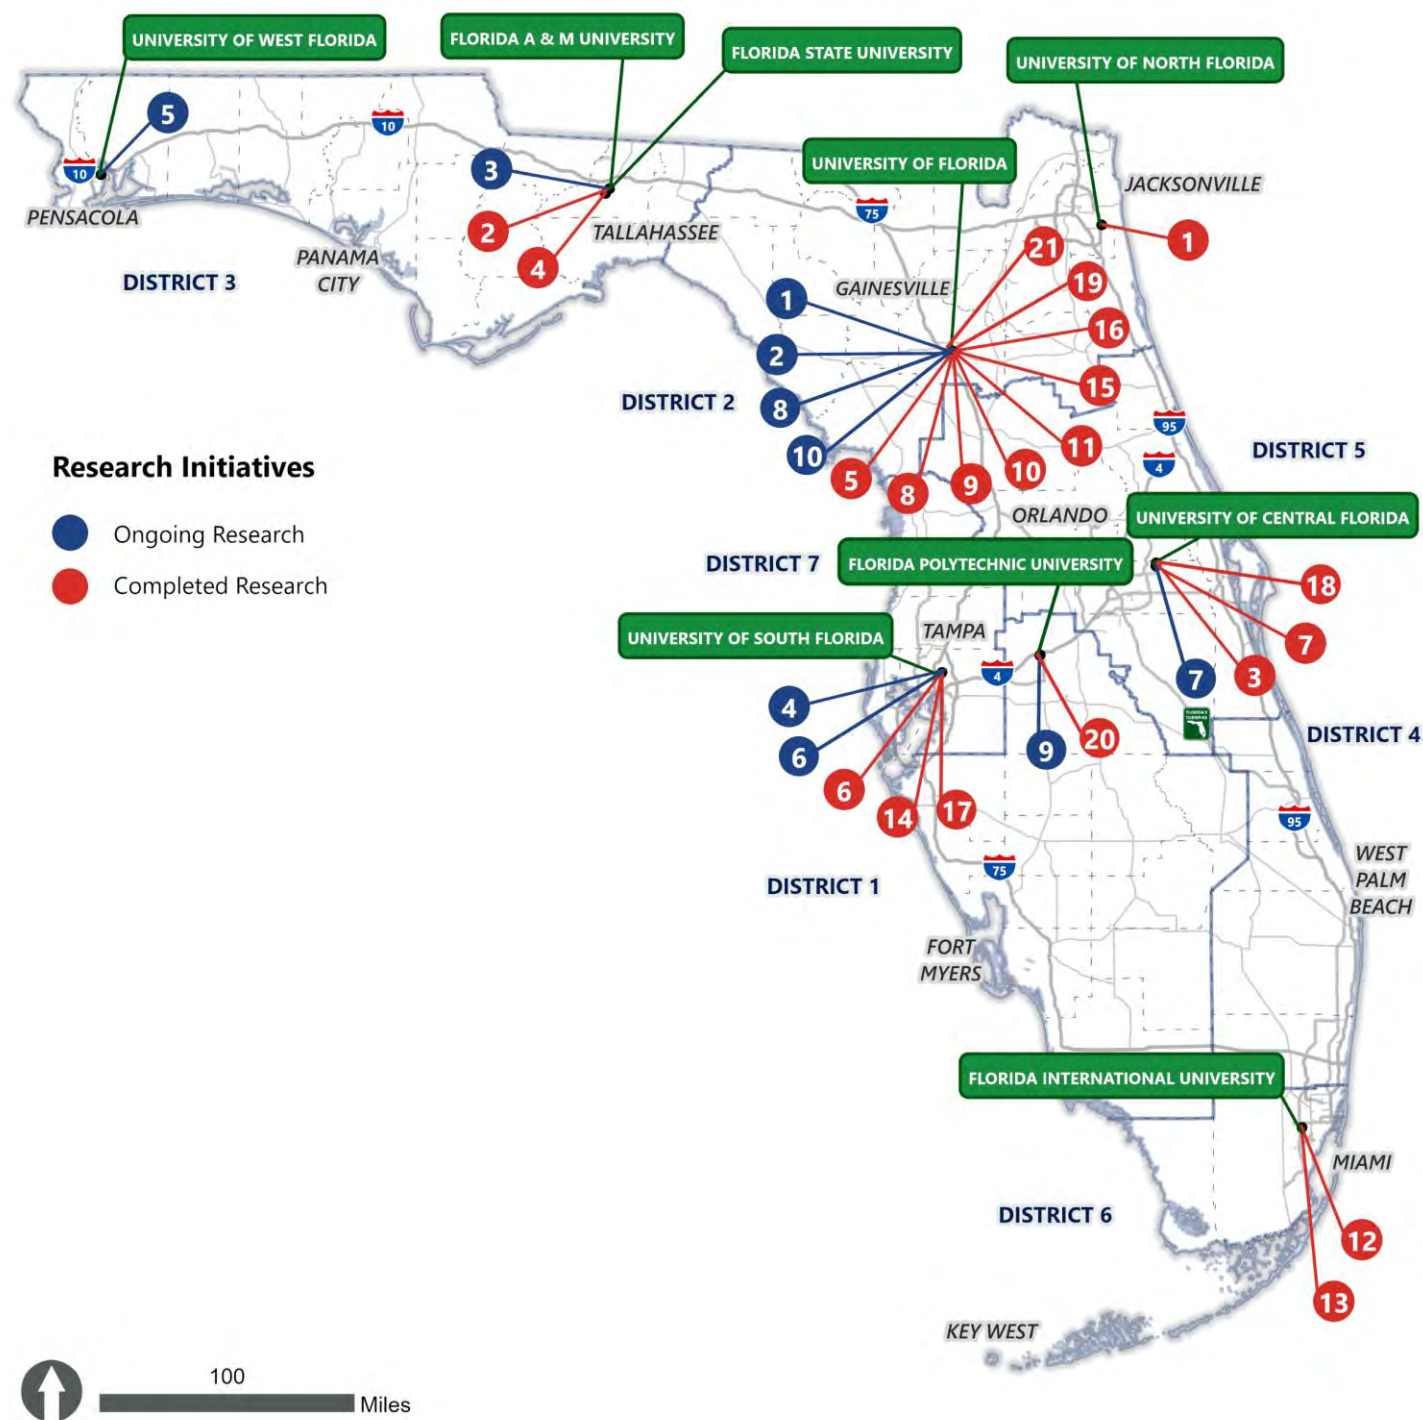 UNIVERSITY OF WEST FLORIDA
FLORIDA A & M UNIVERSITY
FLORIDA STATE UNIVERSITY
UNIVERSITY OF NORTH FLORIDA
5
10
10
3
2
4
PENSACOLA
PANAMA
CITY
TALLAHASSEE
DISTRICT 3
UNIVERSITY OF FLORIDA
75
JACKSONVILLE
1
GAINESVILLE
21
19
16
15
11
10
9
8
5
1
2
8
10
DISTRICT 2
95
4
DISTRICT 5
Research Initiatives
Ongoing Research
Completed Research
ORLANDO
UNIVERSITY OF CENTRAL FLORIDA
DISTRICT 7
FLORIDA POLYTECHNIC UNIVERSITY
18
7
3
7
UNIVERSITY OF SOUTH FLORIDA
TAMPA
4
4
6
6
14
17
9
20
FLORIDA'S
TURNPIKE
DISTRICT 4
95
75
DISTRICT 1
WEST
PALM
BEACH
FORT
MYERS
FLORIDA INTERNATIONAL UNIVERSITY
MIAMI
DISTRICT 6
12
13
KEY WEST
100
Miles